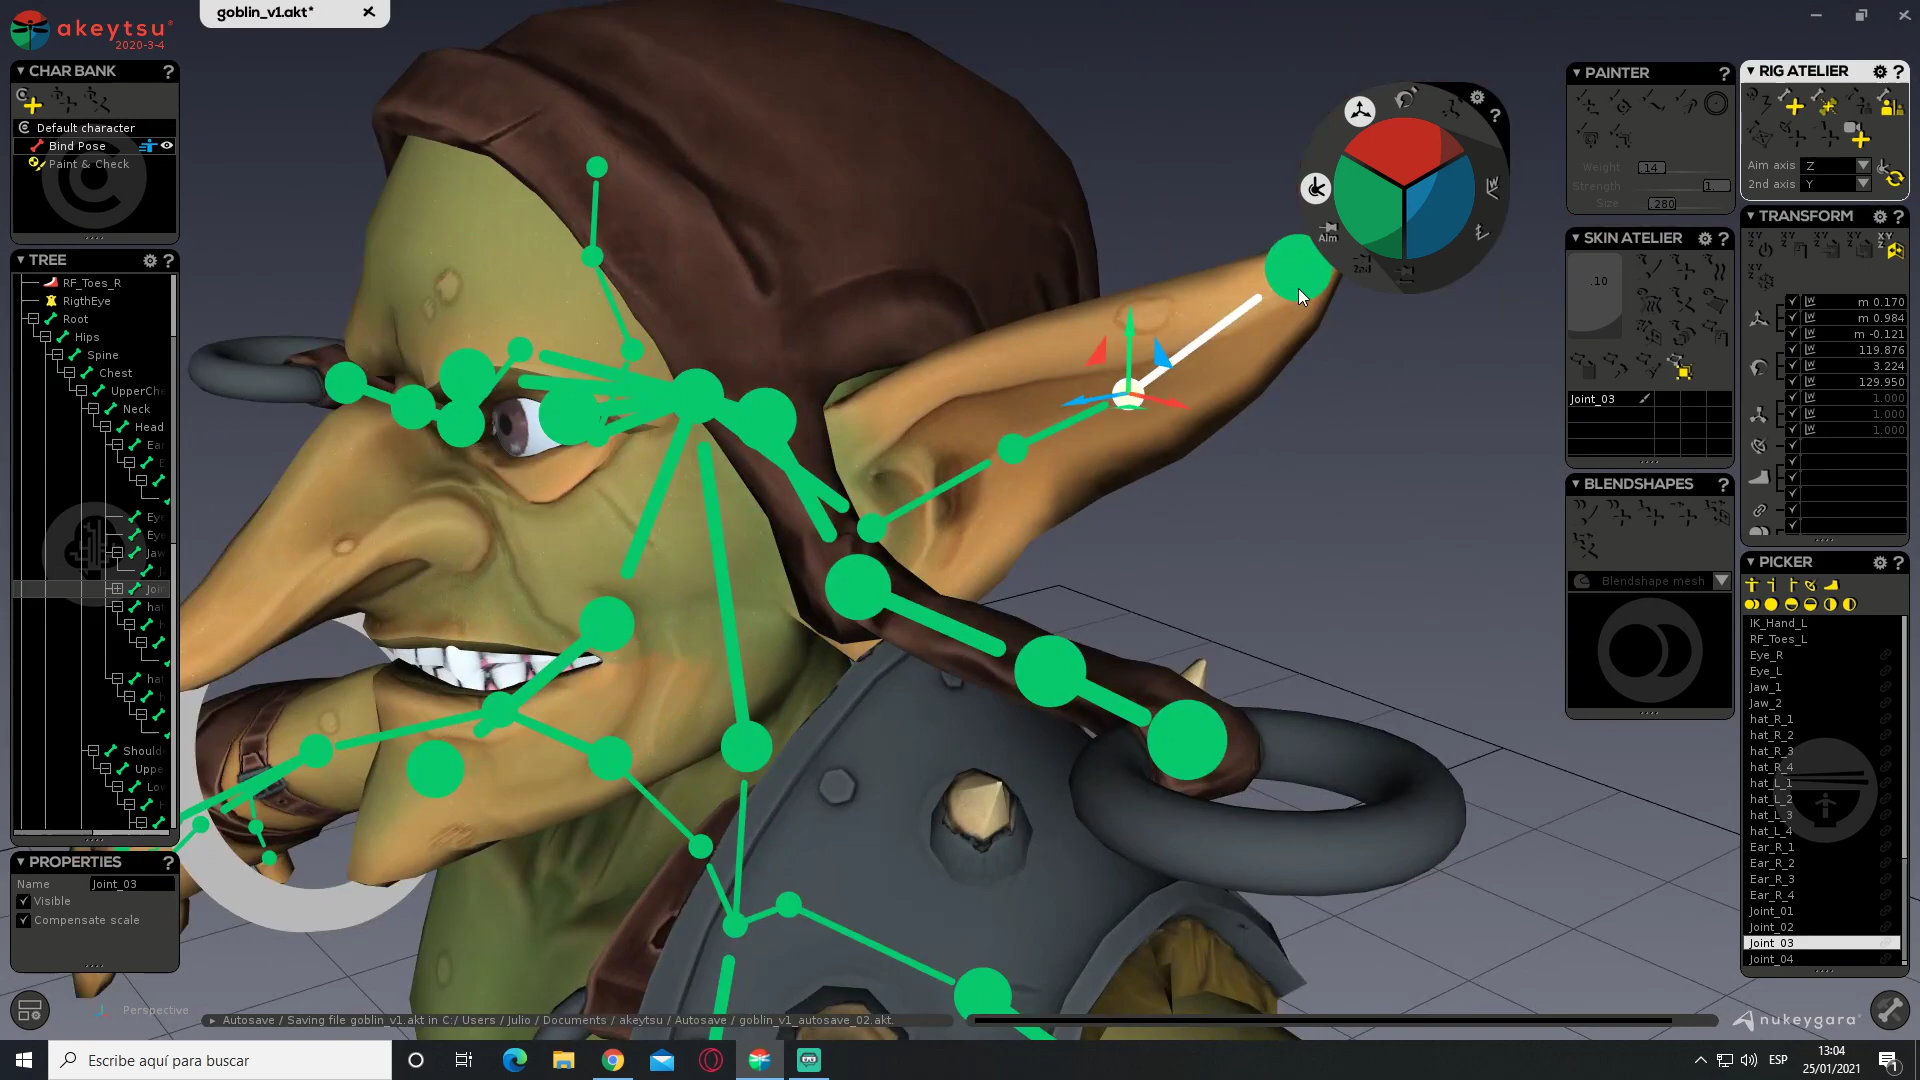 goblin_v1.akt*
akeytsu
2020-3-4
CHAR BANK
?
Default character
Bind Pose
Paint & Check
TREE
?
RF_Toes_R
RigthEye
Root
Hips
Spine
Chest
UpperChe
Neck
Head
Ear
E
Eye
Eye
Jaw
J
Join
hat
h
hat
h
Should
Uppe
Lov
H
PROPERTIES
?
Name
Joint_03
Visible
Compensate scale
Perspective
Autosave / Saving file goblin_v1.akt in C:/ Users / Julio / Documents / akeytsu / Autosave / goblin_v1_autosave_02.akt.
nukeygara
?
Aim
2nd
PAINTER
?
Weight
.14
Strength
1.
Size
.280
SKIN ATELIER
?
.10
Joint_03
BLENDSHAPES
?
Blendshape mesh
RIG ATELIER
?
Aim axis
Z
2nd axis
Y
TRANSFORM
?
m 0.170
m 0.984
m -0.121
119.876
3.224
129.950
1.000
1.000
1.000
PICKER
?
IK_Hand_L
RF_Toes_L
Eye_R
Eye_L
Jaw_1
Jaw_2
hat_R_1
hat_R_2
hat_R_3
hat_R_4
hat_L_1
hat_L_2
hat_L_3
hat_L_4
Ear_R_1
Ear_R_2
Ear_R_3
Ear_R_4
Joint_01
Joint_02
Joint_03
Joint_04
Escribe aquí para buscar
ESP
13:04
25/01/2021
1